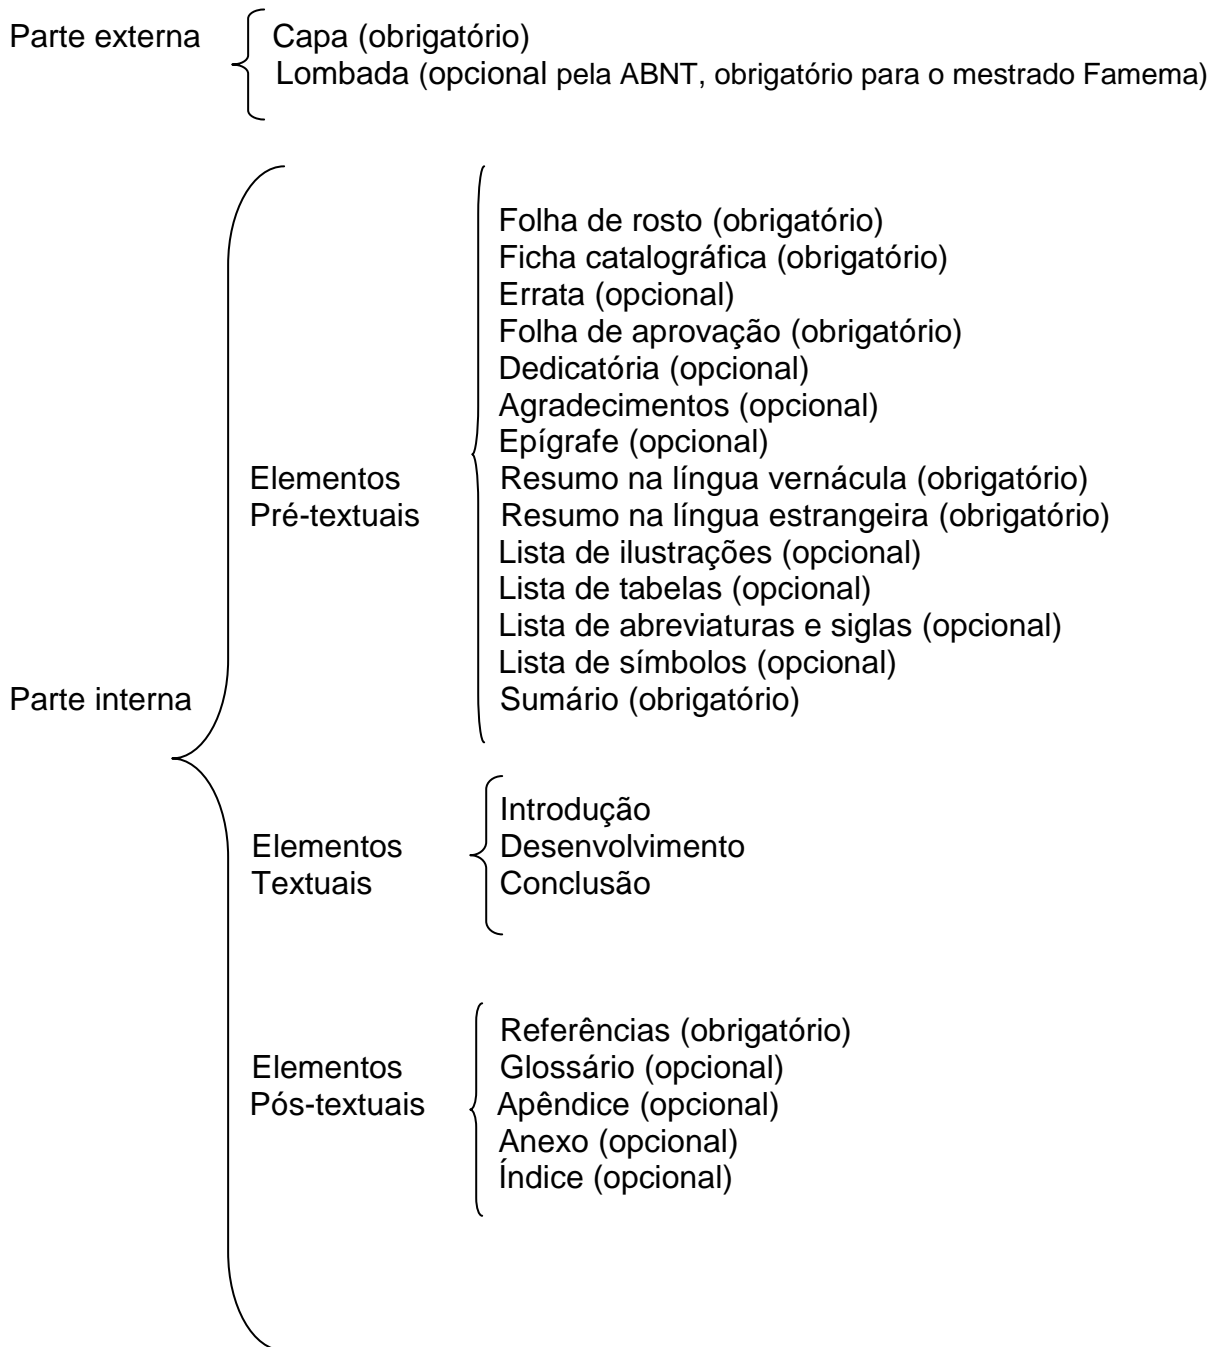 Parte externa Capa (obrigatório)
Lombada (opcional pela ABNT, obrigatório para o mestrado Famema)
Folha de rosto (obrigatório)
Ficha catalográfica (obrigatório)
Errata (opcional)
Folha de aprovação (obrigatório)
Dedicatória (opcional)
Agradecimentos (opcional)
Epígrafe (opcional)
Elementos Resumo na língua vernácula (obrigatório)
Pré-textuais Resumo na língua estrangeira (obrigatório)
Lista de ilustrações (opcional)
Lista de tabelas (opcional)
Lista de abreviaturas e siglas (opcional)
Lista de símbolos (opcional)
Parte interna Sumário (obrigatório)
Introdução
Elementos Desenvolvimento
Textuais Conclusão
Referências (obrigatório)
Elementos Glossário (opcional)
Pós-textuais Apêndice (opcional)
Anexo (opcional)
Índice (opcional)